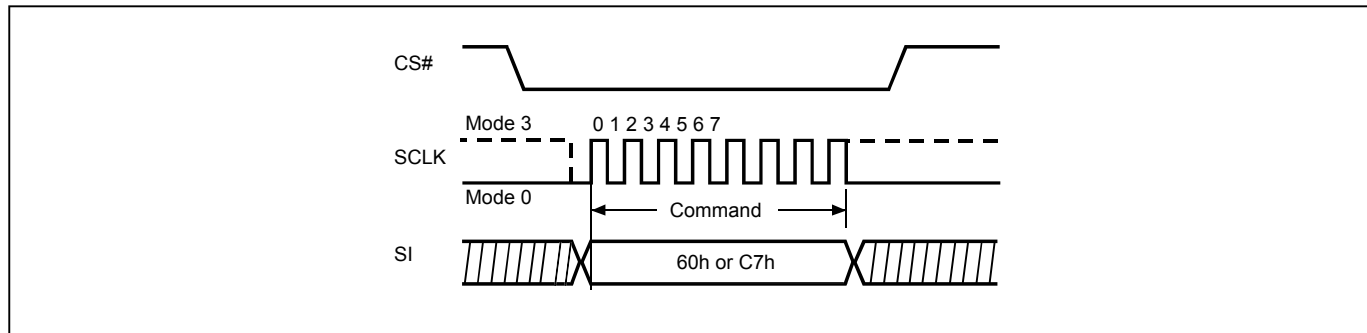 CS#
Mode 3
0 1 2 3 4 5 6 7
SCLK
Mode 0
Command
SI
60h or C7h